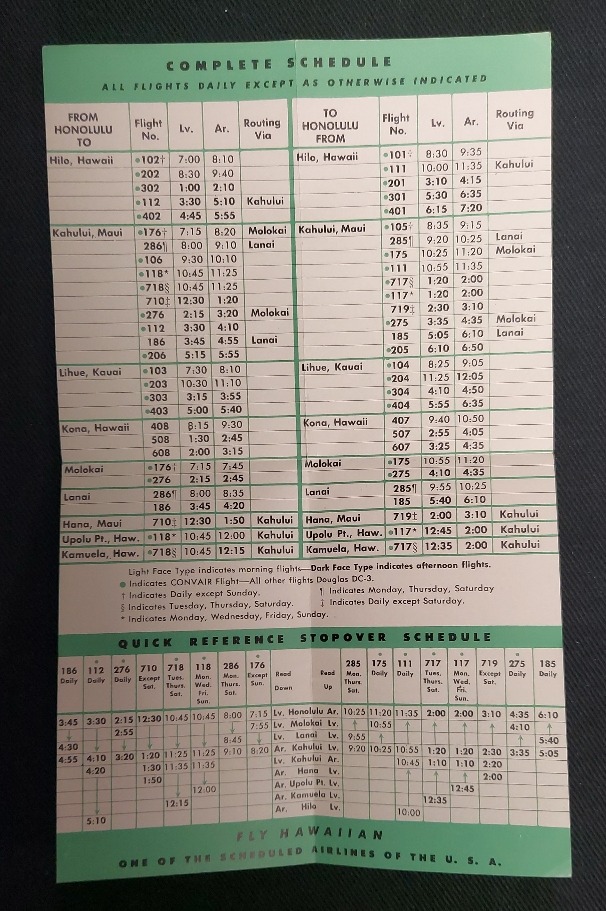 COMPLETE SCHEDULE
ALL FLIGHTS DAILY EXCEPT AS OTHERWISE INDICATED
FROM HONOLULU TO Flight No. Lv. Ar. Routing Via
Hilo, Hawaii •102† 7:00 8:10
•202 8:30 9:40
•302 1:00 2:10
•112 3:30 5:10 Kahului
•402 4:45 5:55
Kahului, Maui •176† 7:15 8:20 Molokai
286¶ 8:00 9:10 Lanai
•106 9:30 10:10
•118* 10:45 11:25
•718§ 10:45 11:25
710‡ 12:30 1:20
•276 2:15 3:20 Molokai
•112 3:30 4:10
186 3:45 4:55 Lanai
•206 5:15 5:55
Lihue, Kauai •103 7:30 8:10
•203 10:30 11:10
•303 3:15 3:55
•403 5:00 5:40
Kona, Hawaii 408 8:15 9:30
508 1:30 2:45
608 2:00 3:15
Molokai •176† 7:15 7:45
•276 2:15 2:45
Lanai 286¶ 8:00 8:35
186 3:45 4:20
Hana, Maui 710‡ 12:30 1:50 Kahului
Upolu Pt., Haw. •118* 10:45 12:00 Kahului
Kamuela, Haw. •718§ 10:45 12:15 Kahului
TO HONOLULU FROM Flight No. Lv. Ar. Routing Via
Hilo, Hawaii •101† 8:30 9:35
•111 10:00 11:35 Kahului
•201 3:10 4:15
•301 5:30 6:35
•401 6:15 7:20
Kahului, Maui •105† 8:35 9:15
285¶ 9:20 10:25 Lanai
•175 10:25 11:20 Molokai
•111 10:55 11:35
•717§ 1:20 2:00
•117* 1:20 2:00
719‡ 2:30 3:10
•275 3:35 4:35 Molokai
185 5:05 6:10 Lanai
•205 6:10 6:50
Lihue, Kauai •104 8:25 9:05
•204 11:25 12:05
•304 4:10 4:50
•404 5:55 6:35
Kona, Hawaii 407 9:40 10:50
507 2:55 4:05
607 3:25 4:35
Molokai •175 10:55 11:20
•275 4:10 4:35
Lanai 285¶ 9:55 10:25
185 5:40 6:10
Hana, Maui 719‡ 2:00 3:10 Kahului
Upolu Pt., Haw. •117* 12:45 2:00 Kahului
Kamuela, Haw. •717§ 12:35 2:00 Kahului
Light Face Type indicates morning flights—Dark Face Type indicates afternoon flights.
• Indicates CONVAIR Flight—All other flights Douglas DC-3.
† Indicates Daily except Sunday. ¶ Indicates Monday, Thursday, Saturday
§ Indicates Tuesday, Thursday, Saturday. ‡ Indicates Daily except Saturday.
* Indicates Monday, Wednesday, Friday, Sunday.
QUICK REFERENCE STOPOVER SCHEDULE
186 Daily •112 Daily •276 Daily 710 Except Sat. •718 Tues. Thurs. Sat. •118 Mon. Wed. Fri. Sun. 286 Mon. Thurs. Sat. •176 Except Sun. Read Down Read Up 285 Mon. Thur. Sat. •175 Daily •111 Daily •717 Tues. Thurs. Sat. •117 Mon. Wed. Fri. Sun. 719 Except Sat. •275 Daily 185 Daily
3:45 3:30 2:15 12:30 10:45 10:45 8:00 7:15 Lv. Honolulu Ar. 10:25 11:20 11:35 2:00 2:00 3:10 4:35 6:10
2:55 7:55 Lv. Molokai Lv. 10:55 4:10
4:30 8:45 Lv. Lanai Lv. 9:55 5:40
4:55 4:10 3:20 1:20 11:25 11:25 9:10 8:20 Ar. Kahului Lv. 9:20 10:25 10:55 1:20 1:20 2:30 3:35 5:05
4:20 1:30 11:35 11:35 Lv. Kahului Ar. 10:45 1:10 1:10 2:20
1:50 Ar. Hana Lv. 2:00
12:00 Ar. Upolu Pt. Lv. 12:45
12:15 Ar. Kamuela Lv. 12:35
5:10 Ar. Hilo Lv. 10:00
FLY HAWAIIAN
ONE OF THE SCHEDULED AIRLINES OF THE U. S. A.